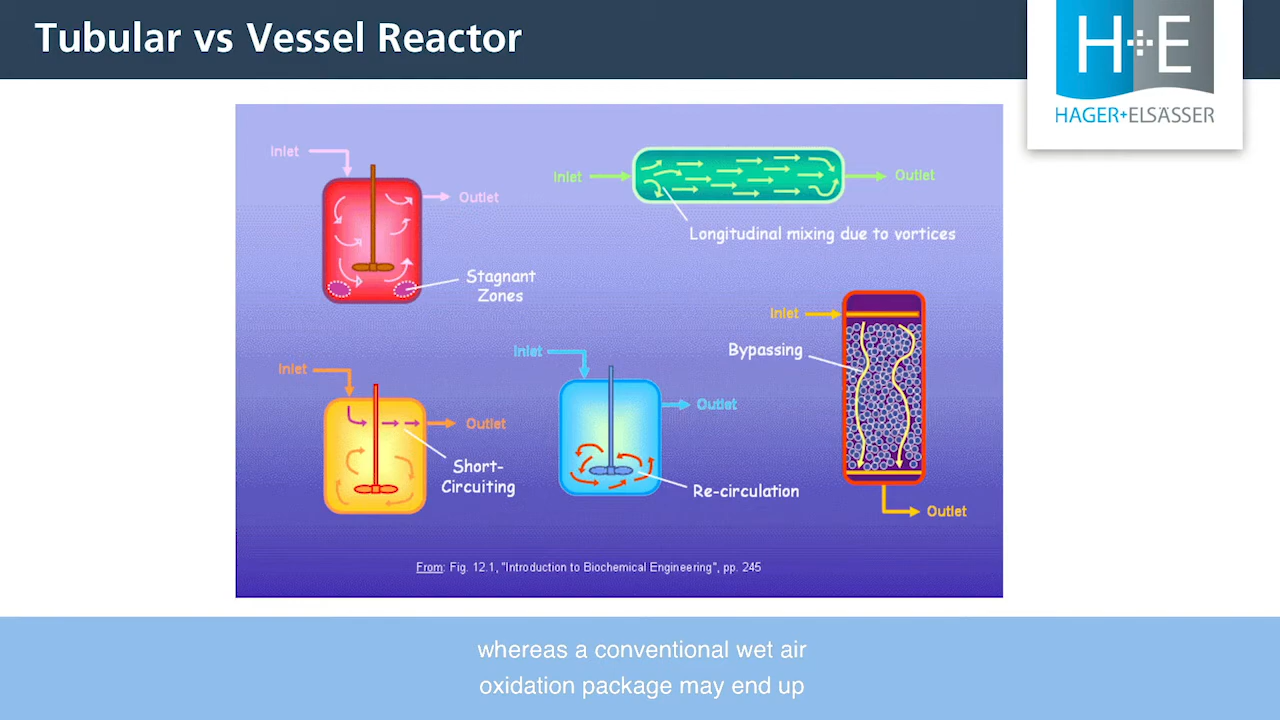 Tubular vs Vessel Reactor
H+E
HAGER+ELSÄSSER
Inlet
Outlet
Stagnant
Zones
Inlet
Outlet
Longitudinal mixing due to vortices
Inlet
Outlet
Short-
Circuiting
Inlet
Outlet
Re-circulation
Inlet
Bypassing
Outlet
From: Fig. 12.1, "Introduction to Biochemical Engineering", pp. 245
whereas a conventional wet air
oxidation package may end up